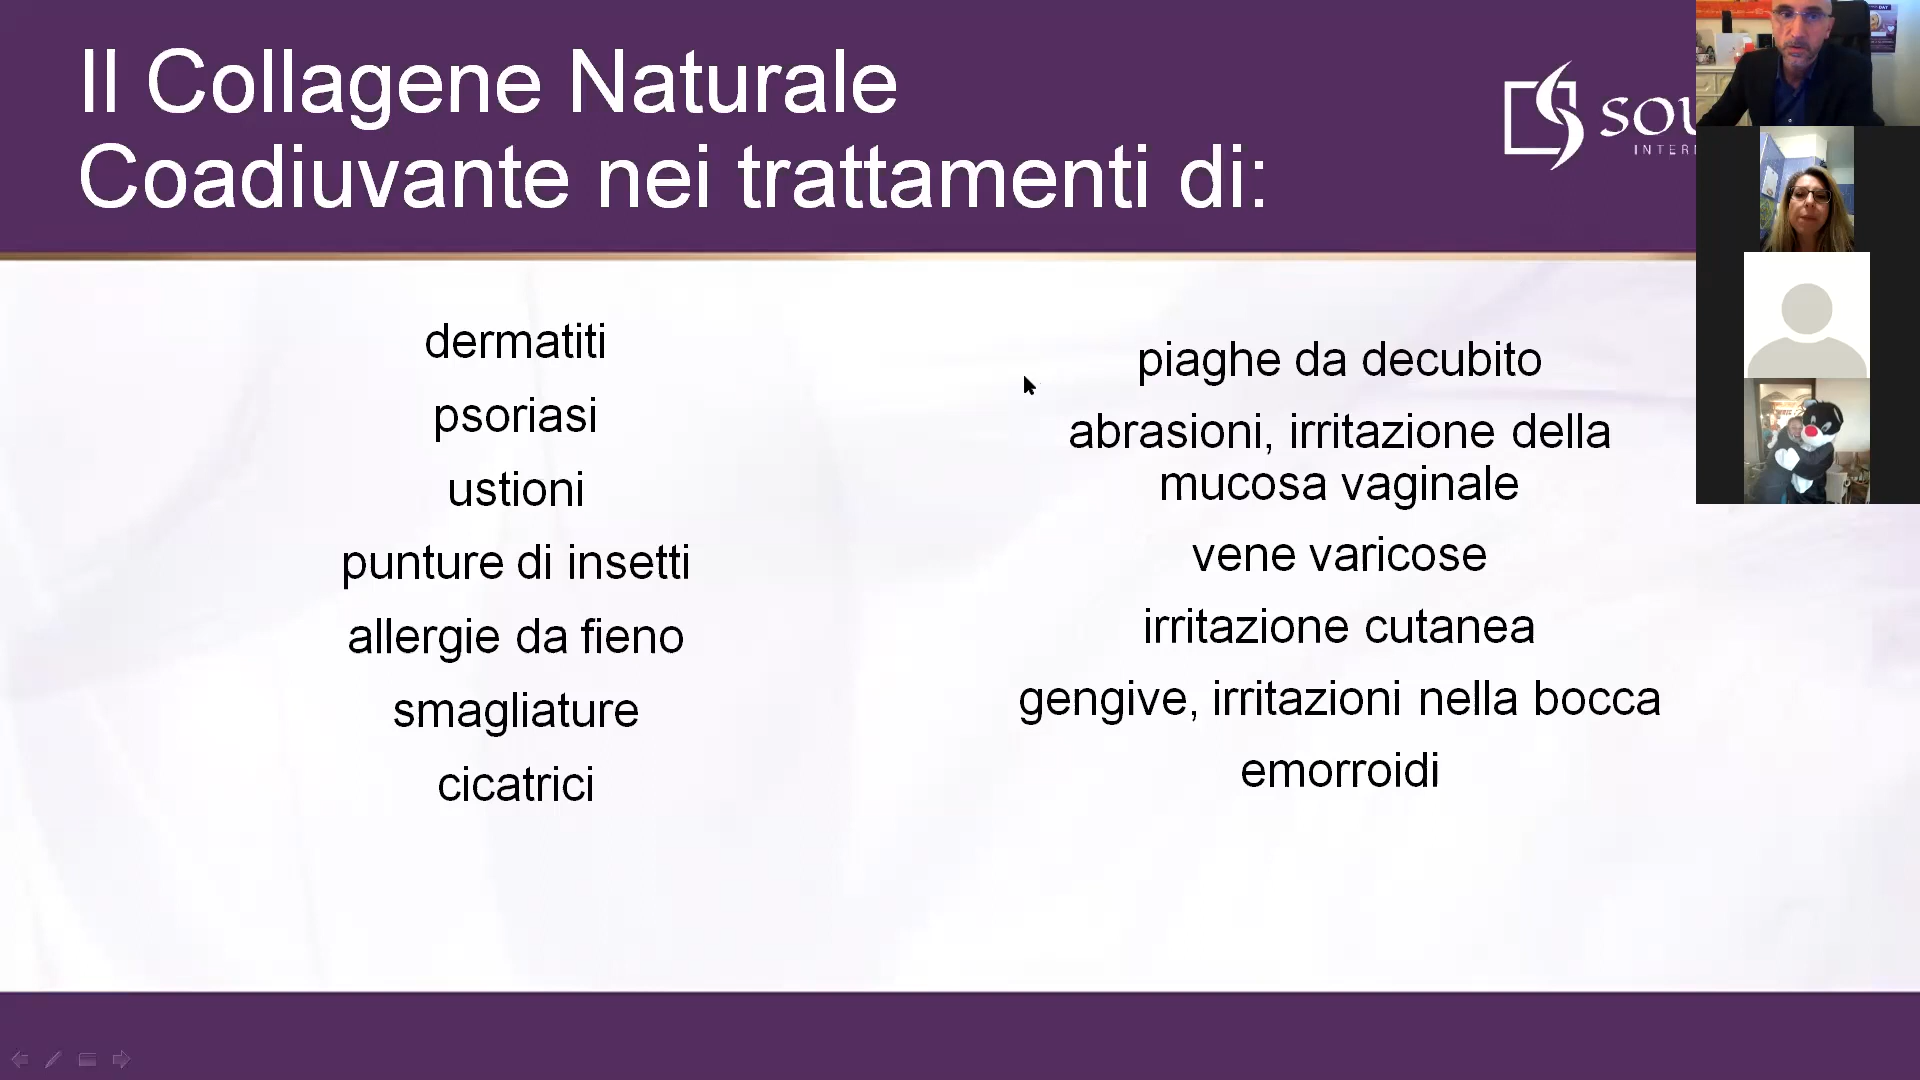 Il Collagene Naturale
Coadiuvante nei trattamenti di:
dermatiti
psoriasi
ustioni
punture di insetti
allergie da fieno
smagliature
cicatrici
piaghe da decubito
abrasioni, irritazione della
mucosa vaginale
vene varicose
irritazione cutanea
gengive, irritazioni nella bocca
emorroidi
DAY